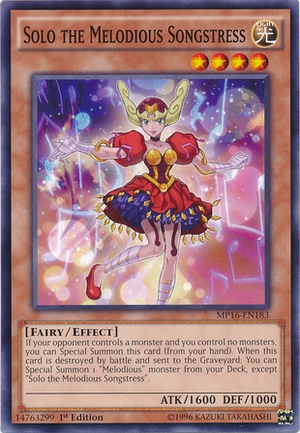 SOLO THE MELODIOUS SONGSTRESS
LIGHT
光
MP16-EN183
[FAIRY/EFFECT]
If your opponent controls a monster and you control no monsters,
you can Special Summon this card (from your hand). When this
card is destroyed by battle and sent to the Graveyard: You can
Special Summon 1 "Melodious" monster from your Deck, except
"Solo the Melodious Songstress".
ATK/1600 DEF/1000
14763299 1st Edition ©1996 KAZUKI TAKAHASHI